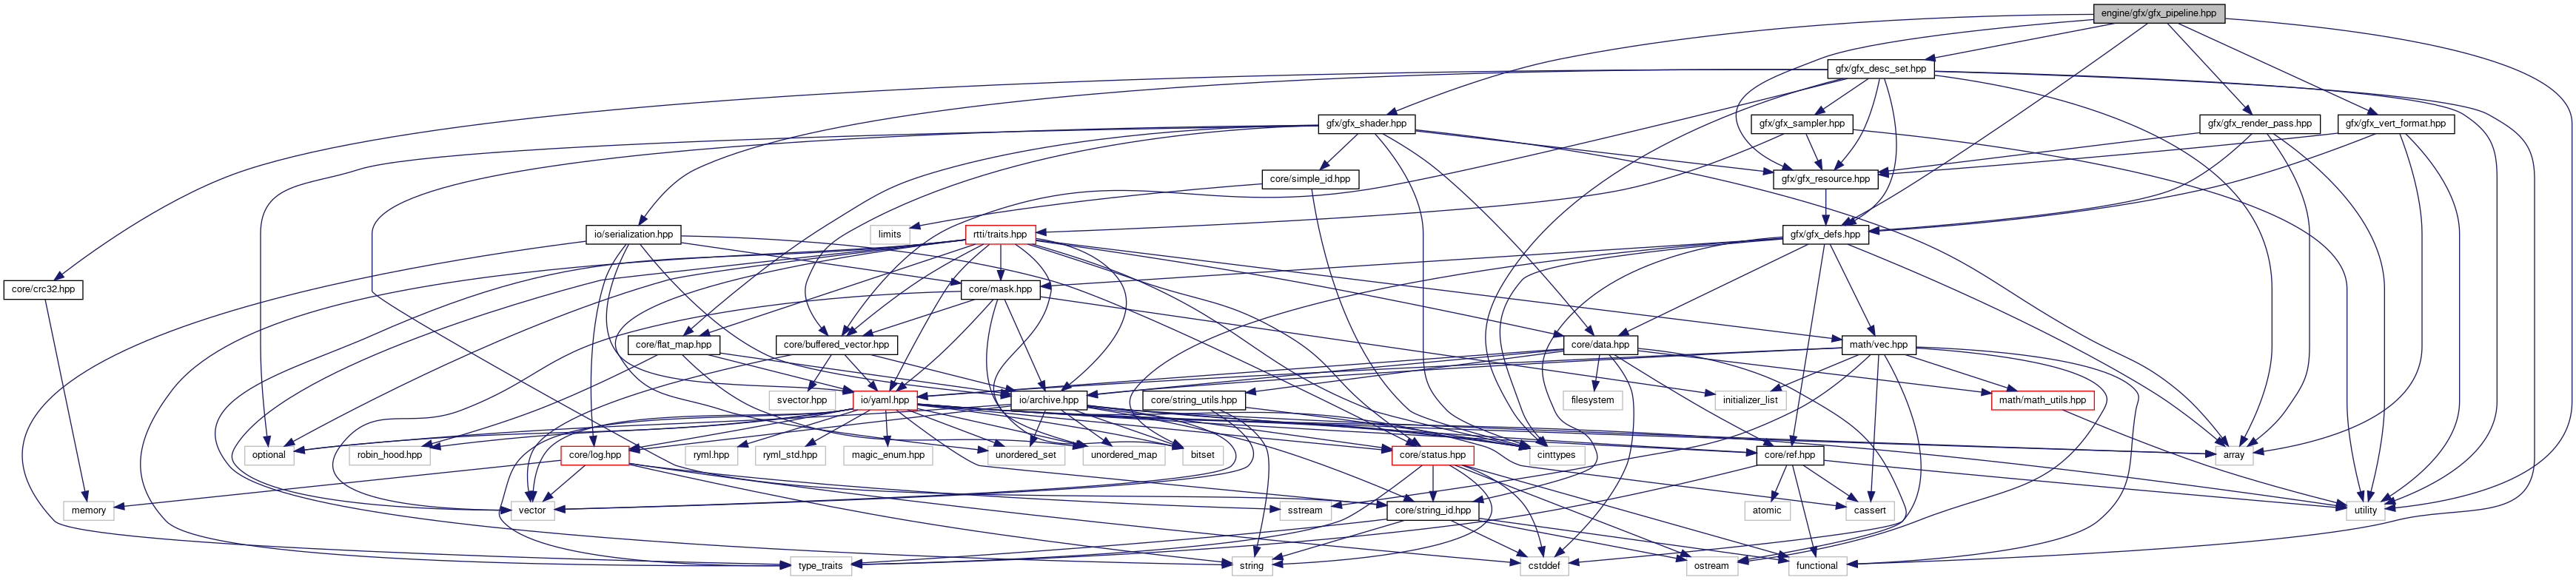 engine/gfx/gfx_pipeline.hpp
gfx/gfx_desc_set.hpp
gfx/gfx_shader.hpp
gfx/gfx_sampler.hpp
gfx/gfx_render_pass.hpp
gfx/gfx_vert_format.hpp
core/simple_id.hpp
gfx/gfx_resource.hpp
io/serialization.hpp
limits
rtti/traits.hpp
gfx/gfx_defs.hpp
core/crc32.hpp
core/mask.hpp
core/flat_map.hpp
core/buffered_vector.hpp
core/data.hpp
math/vec.hpp
svector.hpp
io/yaml.hpp
io/archive.hpp
core/string_utils.hpp
filesystem
initializer_list
math/math_utils.hpp
optional
robin_hood.hpp
core/log.hpp
ryml.hpp
ryml_std.hpp
magic_enum.hpp
unordered_set
unordered_map
bitset
core/status.hpp
cinttypes
core/ref.hpp
array
memory
vector
sstream
core/string_id.hpp
atomic
cassert
utility
type_traits
string
cstddef
ostream
functional